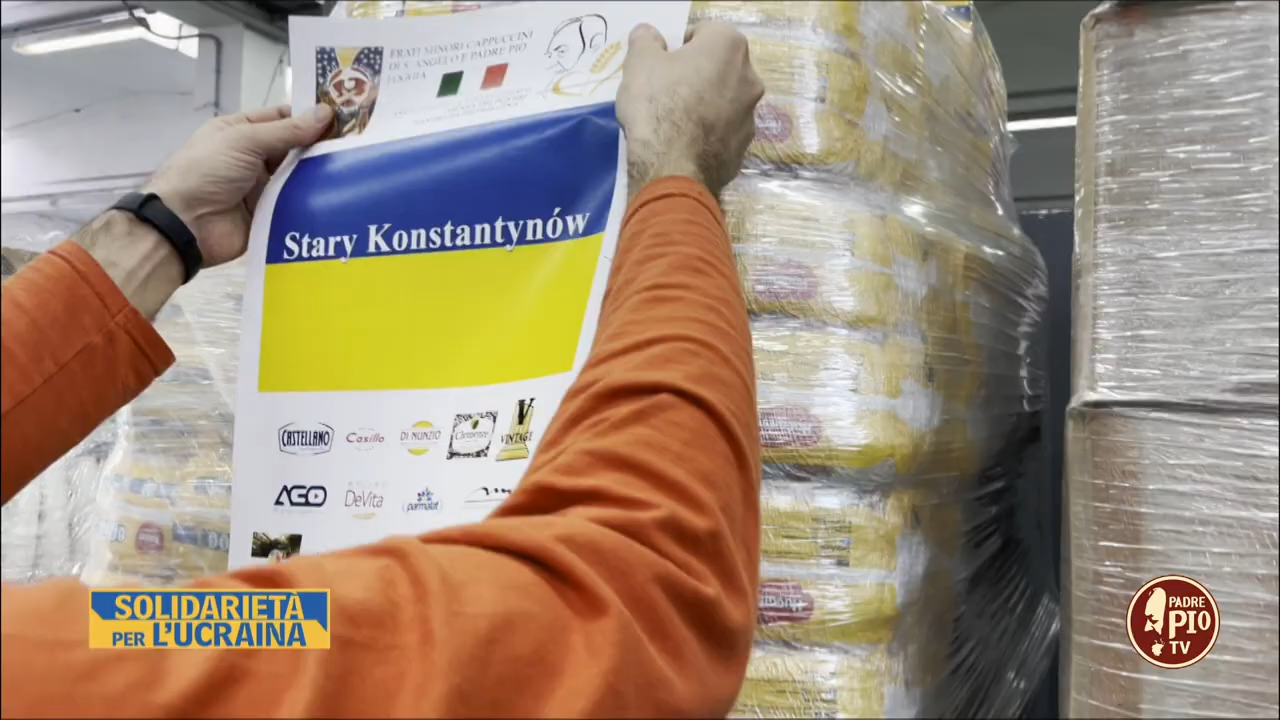 FRATI MINORI CAPPUCCINI
DI S. ANGELO E PADRE PIO
FOGGIA
Stary Konstantynów
CASTELLANO
Casillo
DI NUNZIO
VINTAGE
AGO
DeVita
parmalat
SOLIDARIETÀ
PER L'UCRAINA
PADRE
PIO
TV